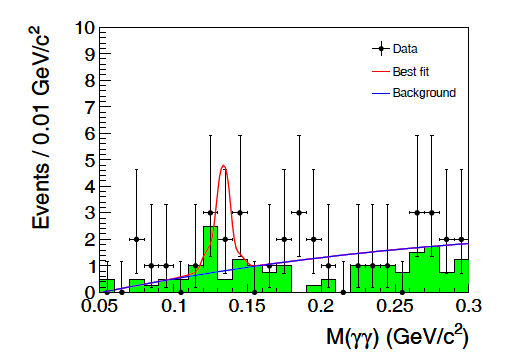 Events / 0.01 GeV/c²
10
9
8
7
6
5
4
3
2
1
0
Data
Best fit
Background
0.05 0.1 0.15 0.2 0.25 0.3
M(γγ) (GeV/c²)